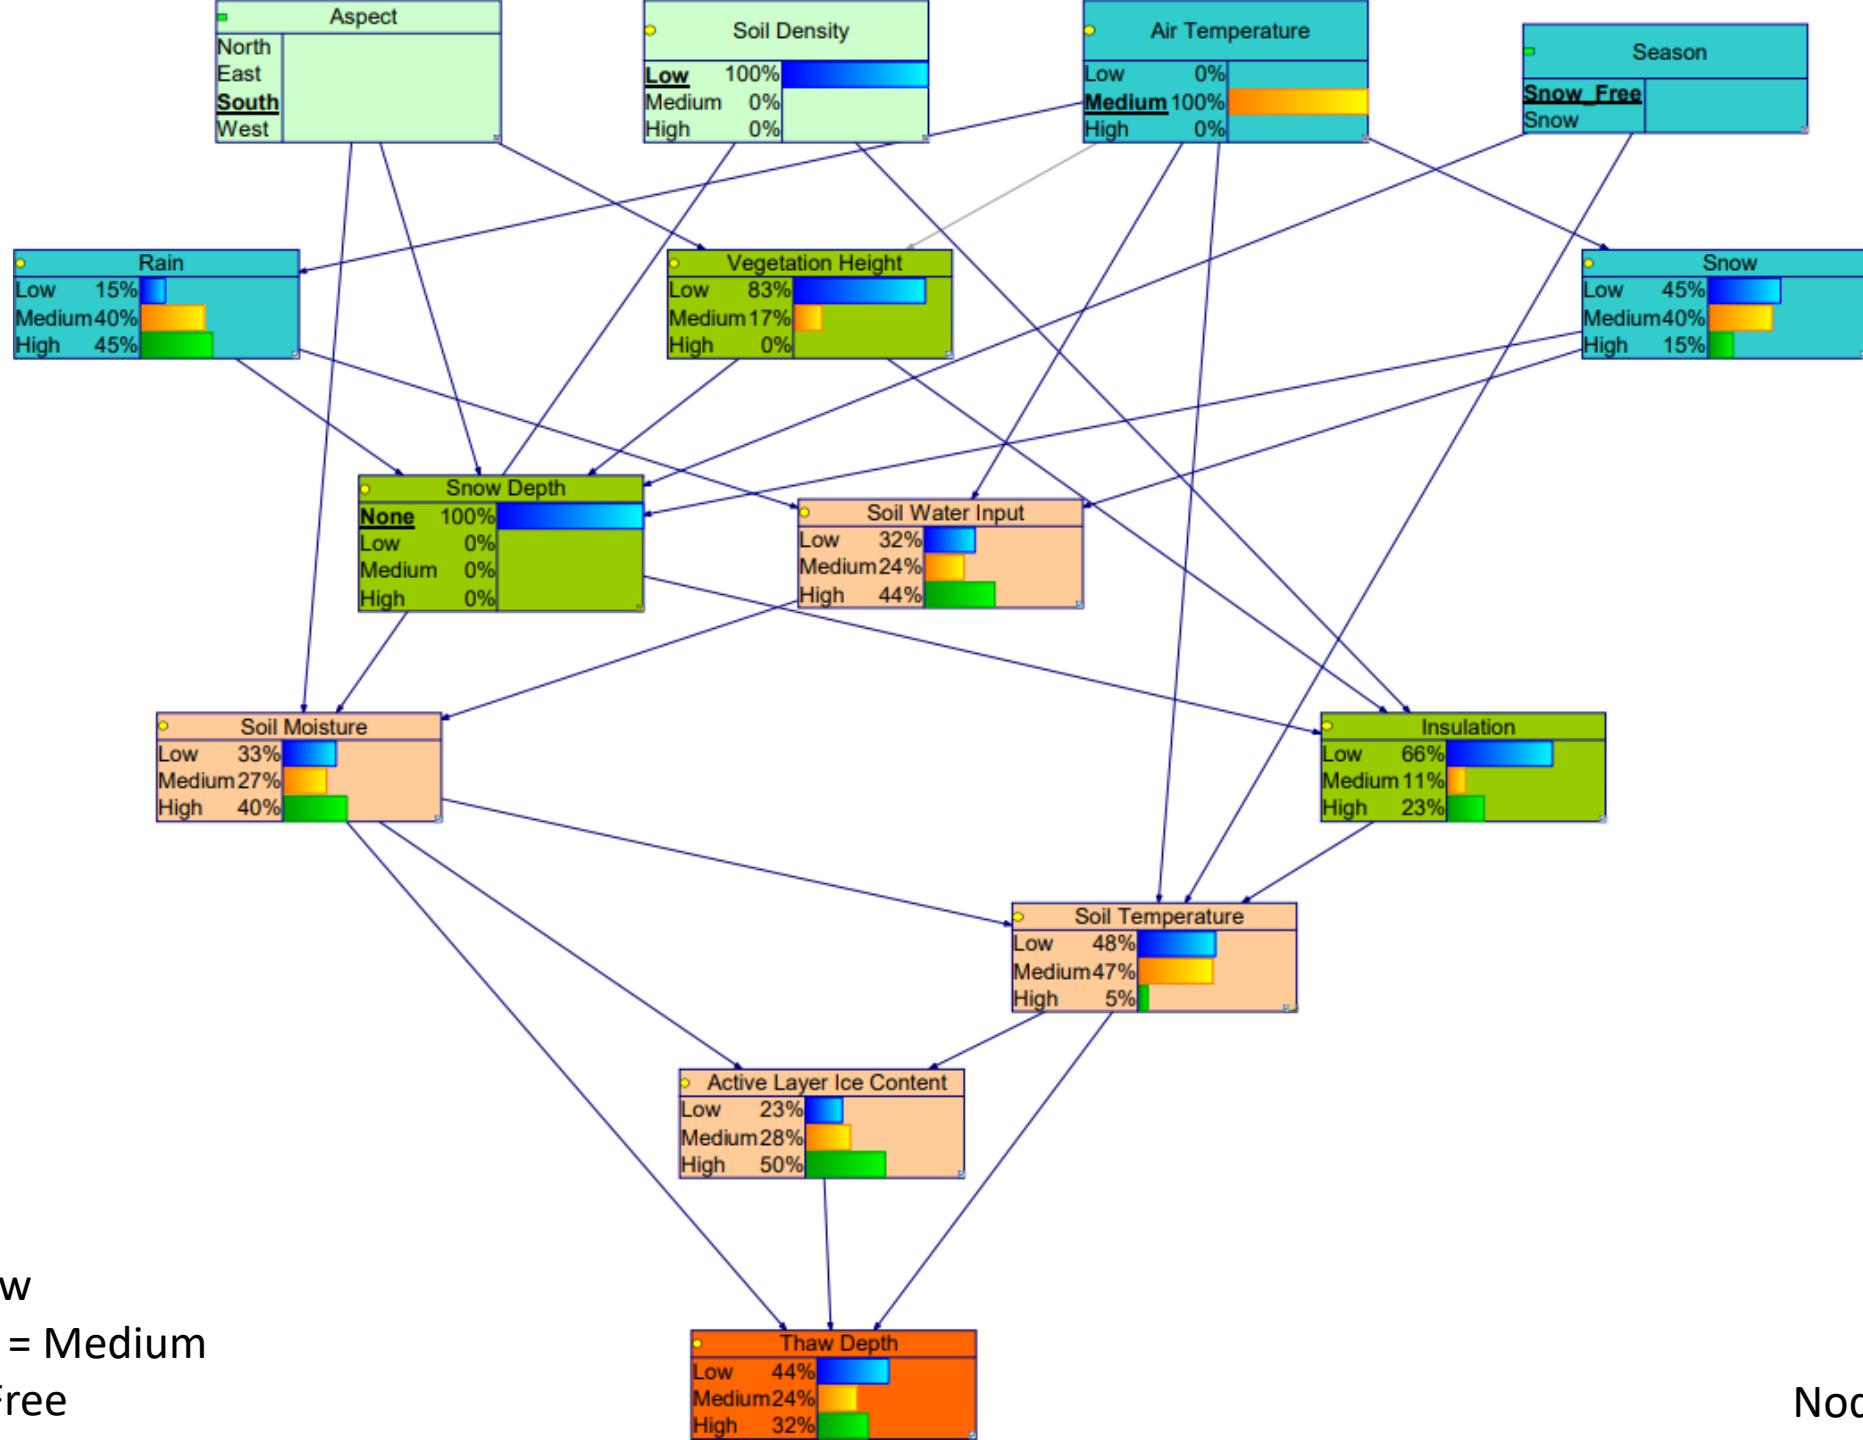 Aspect
North
East
South
West
Soil Density
Low 100%
Medium 0%
High 0%
Air Temperature
Low 0%
Medium 100%
High 0%
Season
Snow_Free
Snow
Rain
Low 15%
Medium 40%
High 45%
Vegetation Height
Low 83%
Medium 17%
High 0%
Snow
Low 45%
Medium 40%
High 15%
Snow Depth
None 100%
Low 0%
Medium 0%
High 0%
Soil Water Input
Low 32%
Medium 24%
High 44%
Soil Moisture
Low 33%
Medium 27%
High 40%
Insulation
Low 66%
Medium 11%
High 23%
Soil Temperature
Low 48%
Medium 47%
High 5%
Active Layer Ice Content
Low 23%
Medium 28%
High 50%
Thaw Depth
Low 44%
Medium 24%
High 32%
= Medium